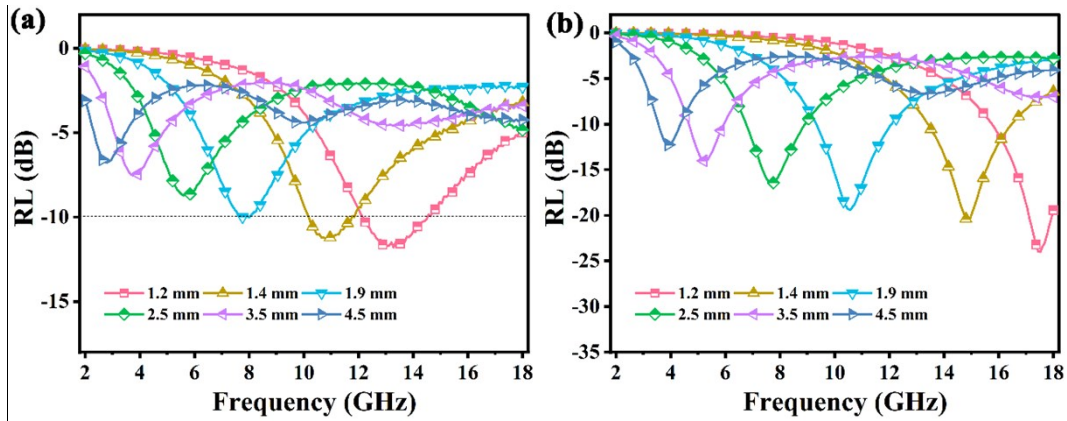 (a)
0
-5
-10
-15
RL (dB)
1.2 mm 1.4 mm 1.9 mm
2.5 mm 3.5 mm 4.5 mm
2 4 6 8 10 12 14 16 18
Frequency (GHz)
(b)
0
-5
-10
-15
-20
-25
-30
-35
RL (dB)
1.2 mm 1.4 mm 1.9 mm
2.5 mm 3.5 mm 4.5 mm
2 4 6 8 10 12 14 16 18
Frequency (GHz)